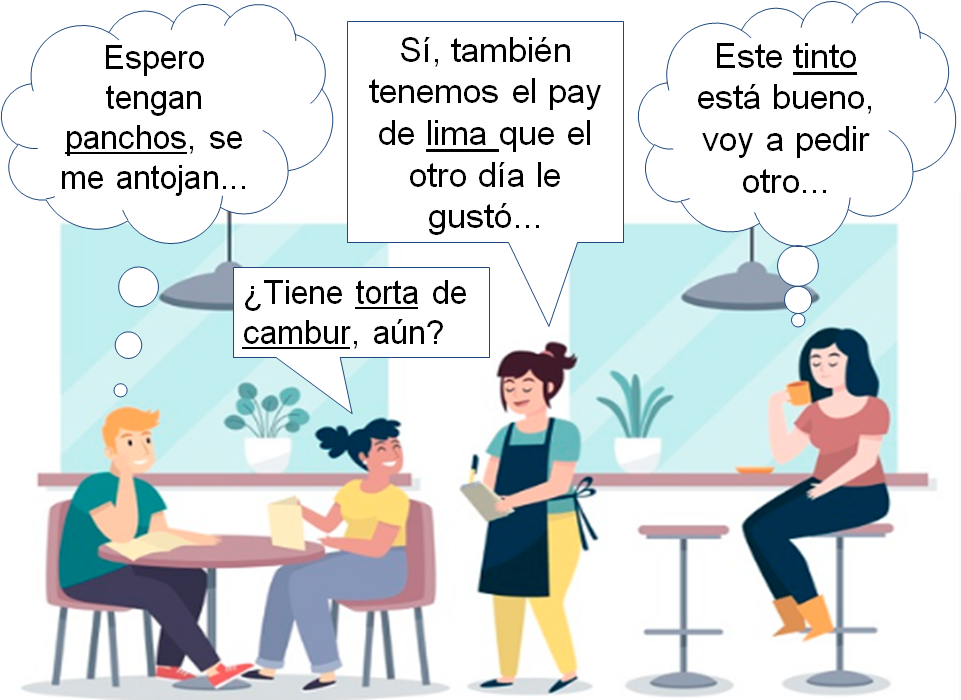 Espero
tengan
panchos, se
me antojan...
¿Tiene torta de
cambur, aún?
Sí, también
tenemos el pay
de lima que el
otro día le
gustó...
Este tinto
está bueno,
voy a pedir
otro...